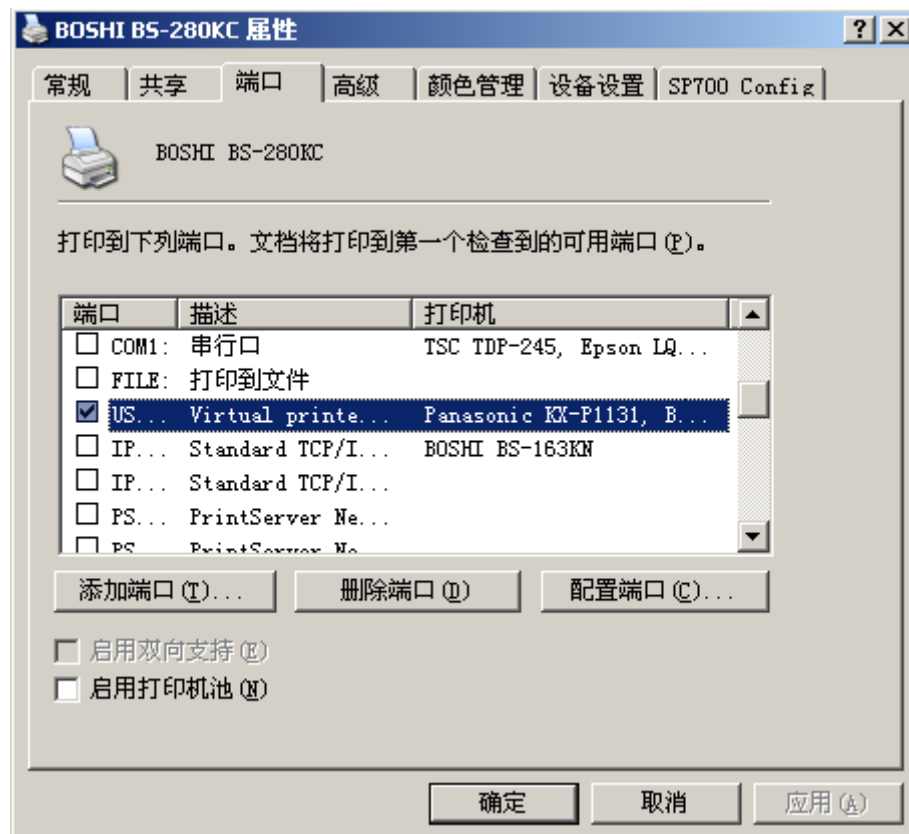 BOSHI BS-280KC 属性
常规 共享 端口 高级 颜色管理 设备设置 SP700 Config
BOSHI BS-280KC
打印到下列端口。文档将打印到第一个检查到的可用端口(P)。
端口 描述 打印机
COM1: 串行口 TSC TDP-245, Epson LQ...
FILE: 打印到文件
US... Virtual printe... Panasonic KX-P1131, B...
IP... Standard TCP/I... BOSHI BS-163KN
IP... Standard TCP/I...
PS... PrintServer Ne...
PS PrintServer Ne
添加端口(T)... 删除端口(D) 配置端口(C)...
启用双向支持(E)
启用打印机池(N)
确定 取消 应用(A)